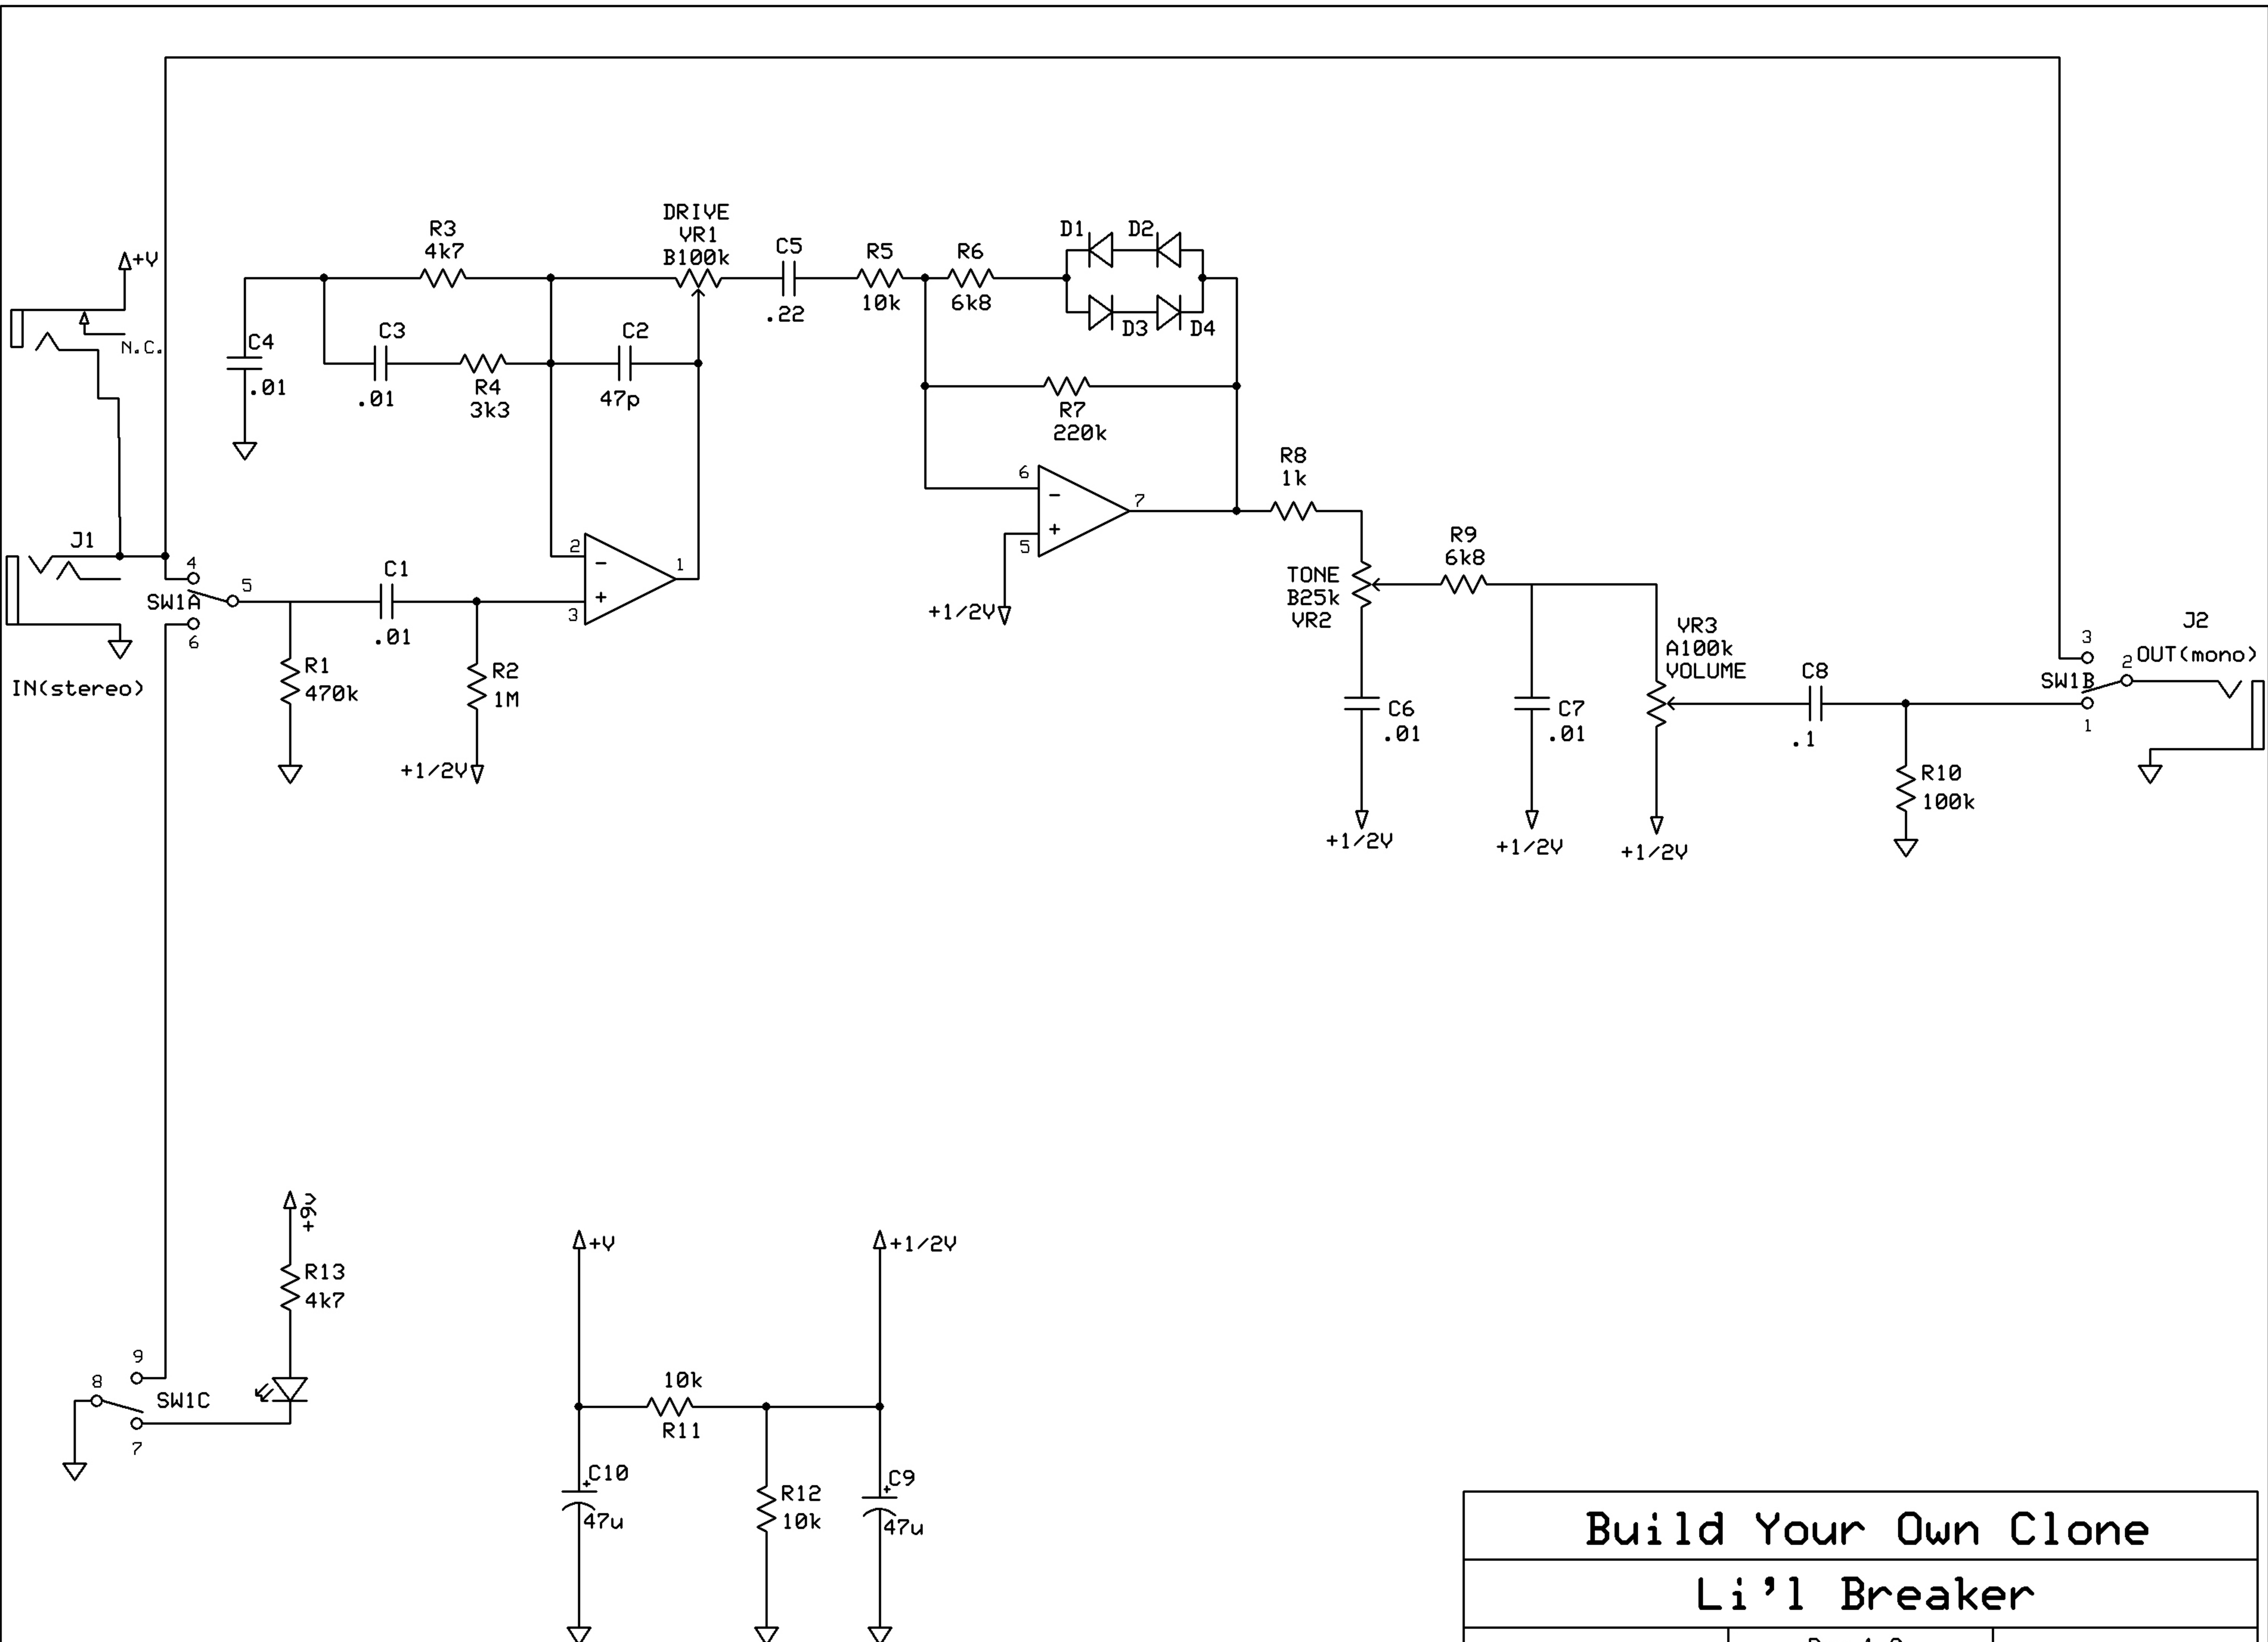 DRIVE
VR1
B100k
R3
4k7
C5
.22
R5
10k
R6
6k8
D1
D2
D3
D4
+V
N.C.
C4
.01
C3
.01
R4
3k3
C2
47p
R7
220k
6
-
+
5
7
R8
1k
+1/2V
J1
4
5
SW1A
6
IN(stereo)
C1
.01
2
-
+
3
1
R1
470k
R2
1M
+1/2V
TONE
B25k
VR2
R9
6k8
VR3
A100k
VOLUME
C6
.01
C7
.01
+1/2V
+1/2V
+1/2V
C8
.1
R10
100k
3
2
SW1B
1
J2
OUT(mono)
+9V
R13
4k7
9
8
SW1C
7
+V
+1/2V
10k
R11
+
C10
47u
R12
10k
+
C9
47u
Build Your Own Clone
Li'l Breaker